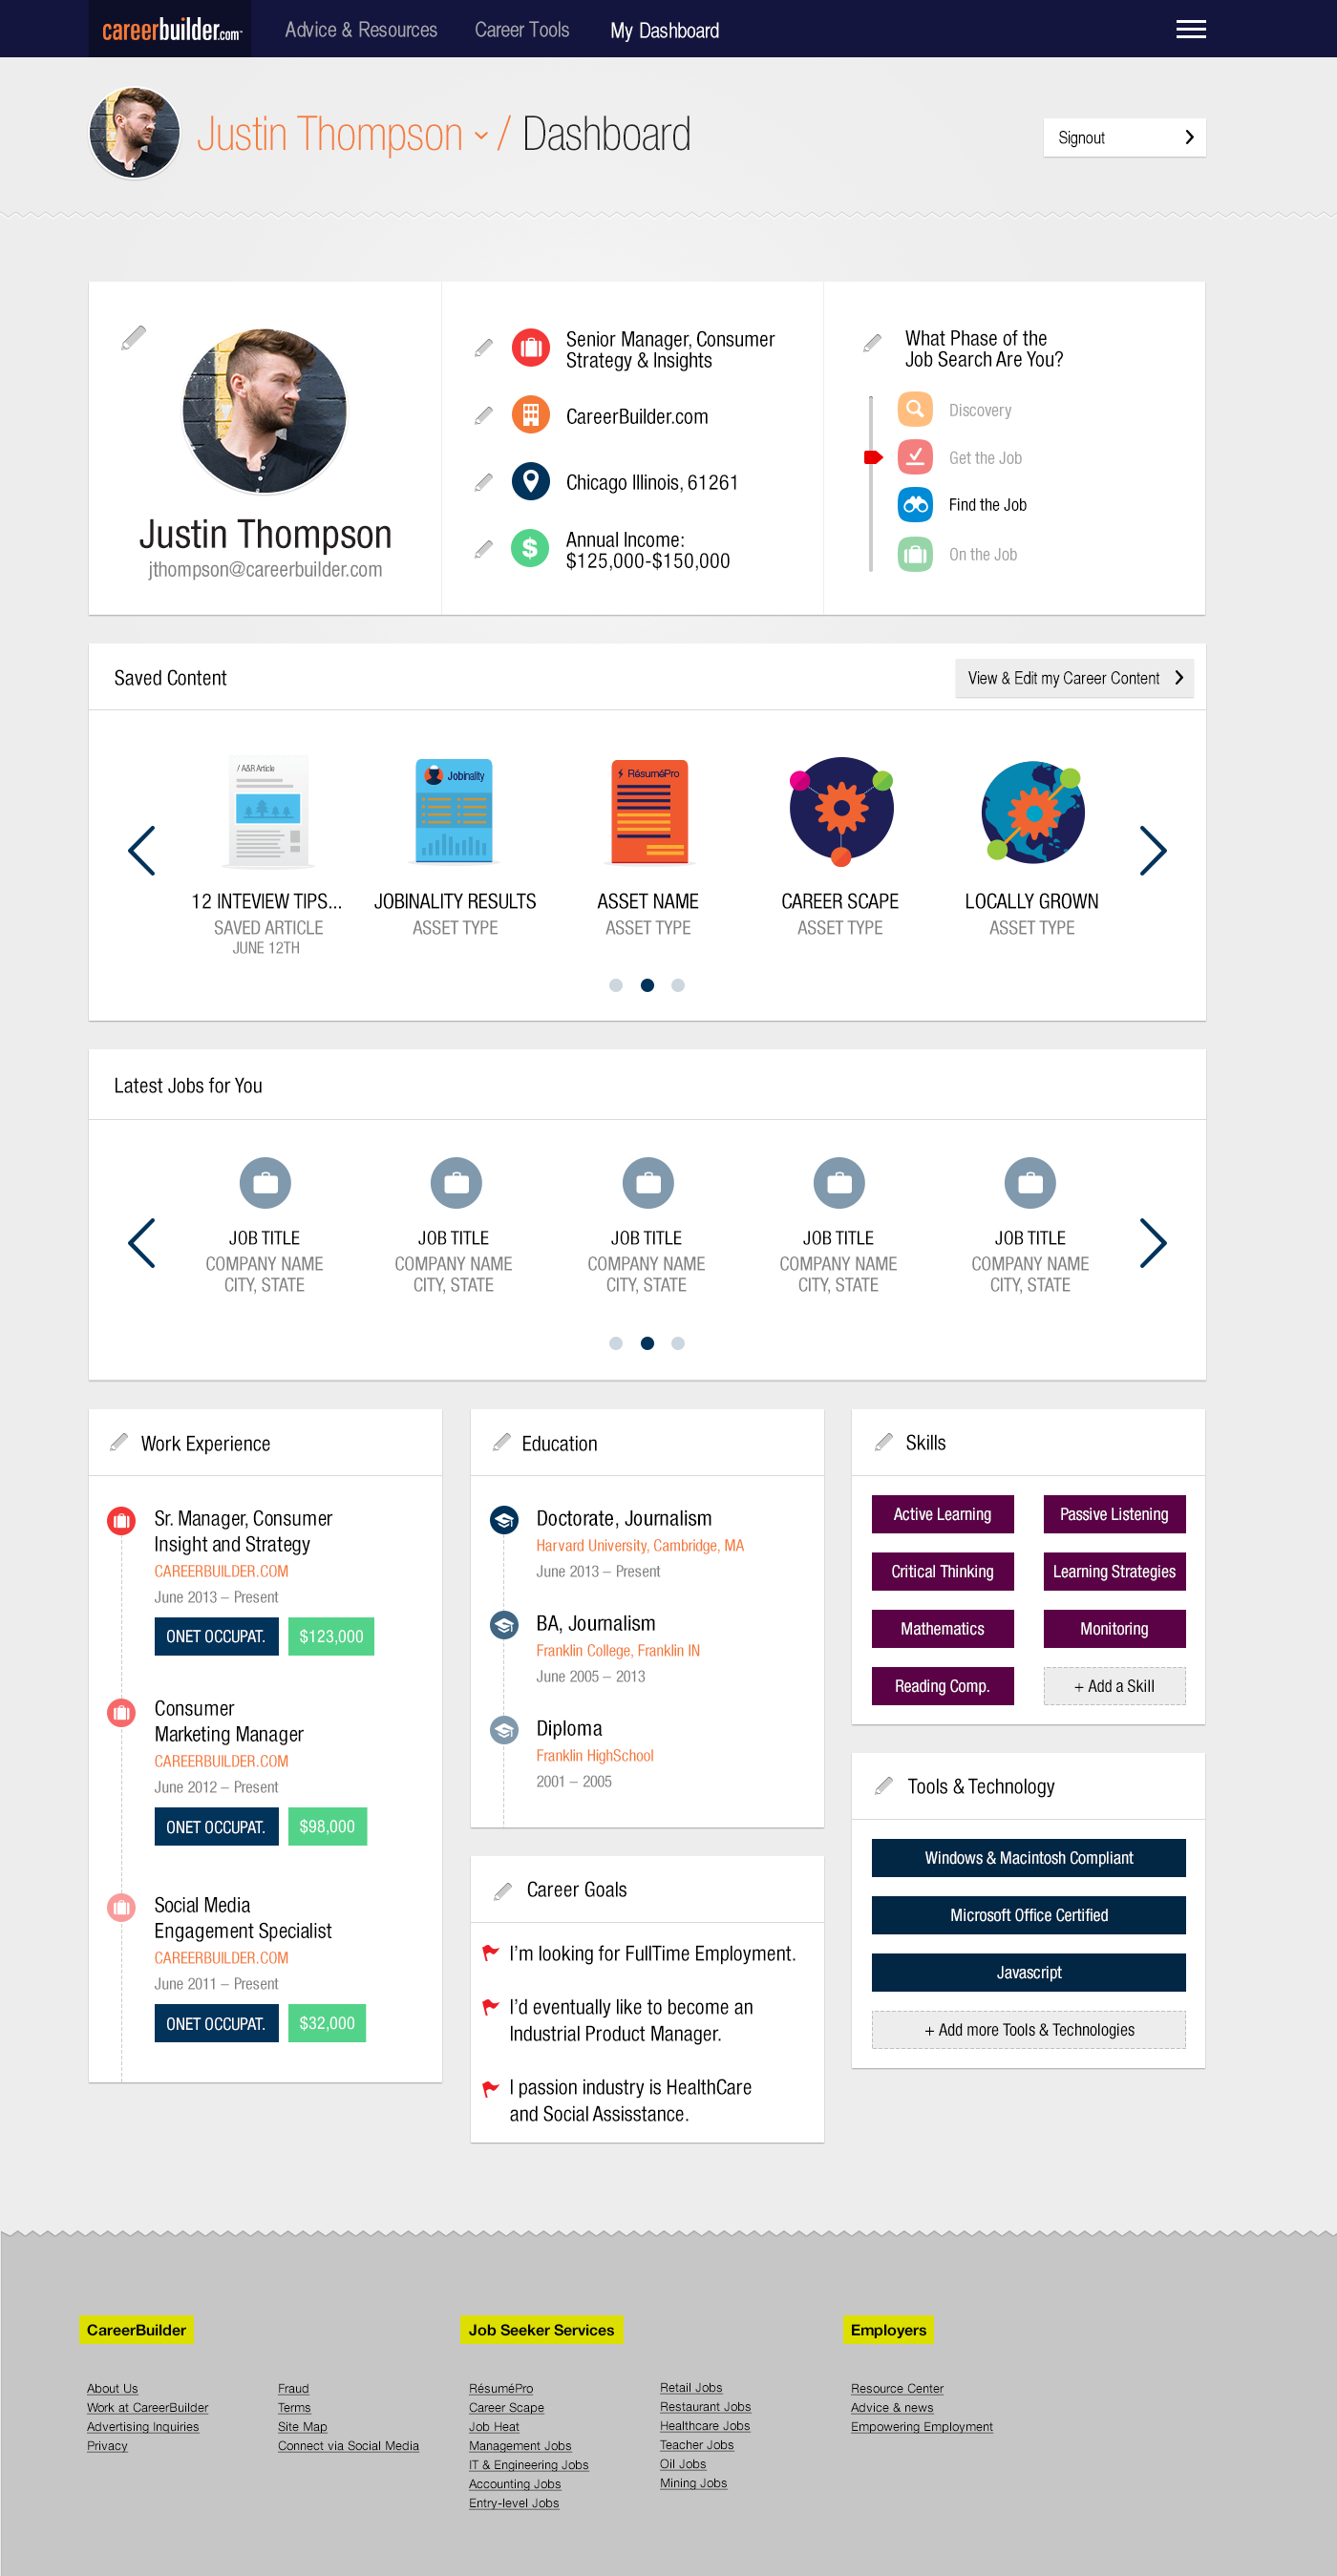 careerbuilder.com
Advice & Resources
Career Tools
My Dashboard
Justin Thompson / Dashboard
Signout
Justin Thompson
jthompson@careerbuilder.com
Senior Manager, Consumer
Strategy & Insights
CareerBuilder.com
Chicago Illinois, 61261
Annual Income:
$125,000-$150,000
What Phase of the
Job Search Are You?
Discovery
Get the Job
Find the Job
On the Job
Saved Content
View & Edit my Career Content
/ A&R Article
Jobinality
RésuméPro
12 INTEVIEW TIPS...
SAVED ARTICLE
JUNE 12TH
JOBINALITY RESULTS
ASSET TYPE
ASSET NAME
ASSET TYPE
CAREER SCAPE
ASSET TYPE
LOCALLY GROWN
ASSET TYPE
Latest Jobs for You
JOB TITLE
COMPANY NAME
CITY, STATE
JOB TITLE
COMPANY NAME
CITY, STATE
JOB TITLE
COMPANY NAME
CITY, STATE
JOB TITLE
COMPANY NAME
CITY, STATE
JOB TITLE
COMPANY NAME
CITY, STATE
Work Experience
Sr. Manager, Consumer
Insight and Strategy
CAREERBUILDER.COM
June 2013 – Present
ONET OCCUPAT. $123,000
Consumer
Marketing Manager
CAREERBUILDER.COM
June 2012 – Present
ONET OCCUPAT. $98,000
Social Media
Engagement Specialist
CAREERBUILDER.COM
June 2011 – Present
ONET OCCUPAT. $32,000
Education
Doctorate, Journalism
Harvard University, Cambridge, MA
June 2013 – Present
BA, Journalism
Franklin College, Franklin IN
June 2005 – 2013
Diploma
Franklin HighSchool
2001 – 2005
Career Goals
I'm looking for FullTime Employment.
I'd eventually like to become an
Industrial Product Manager.
I passion industry is HealthCare
and Social Assisstance.
Skills
Active Learning
Passive Listening
Critical Thinking
Learning Strategies
Mathematics
Monitoring
Reading Comp.
+ Add a Skill
Tools & Technology
Windows & Macintosh Compliant
Microsoft Office Certified
Javascript
+ Add more Tools & Technologies
CareerBuilder
About Us
Work at CareerBuilder
Advertising Inquiries
Privacy
Fraud
Terms
Site Map
Connect via Social Media
Job Seeker Services
RésuméPro
Career Scape
Job Heat
Management Jobs
IT & Engineering Jobs
Accounting Jobs
Entry-level Jobs
Retail Jobs
Restaurant Jobs
Healthcare Jobs
Teacher Jobs
Oil Jobs
Mining Jobs
Employers
Resource Center
Advice & news
Empowering Employment